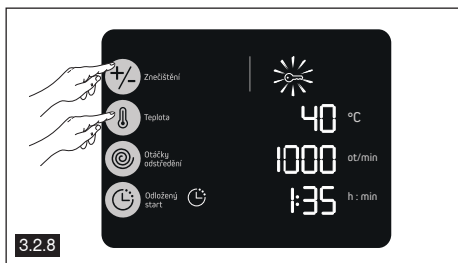 +/- Znečištění
Teplota
40 °C
Otáčky
odstředění
1000 ot/min
Odložený
start
1:35 h : min
3.2.8